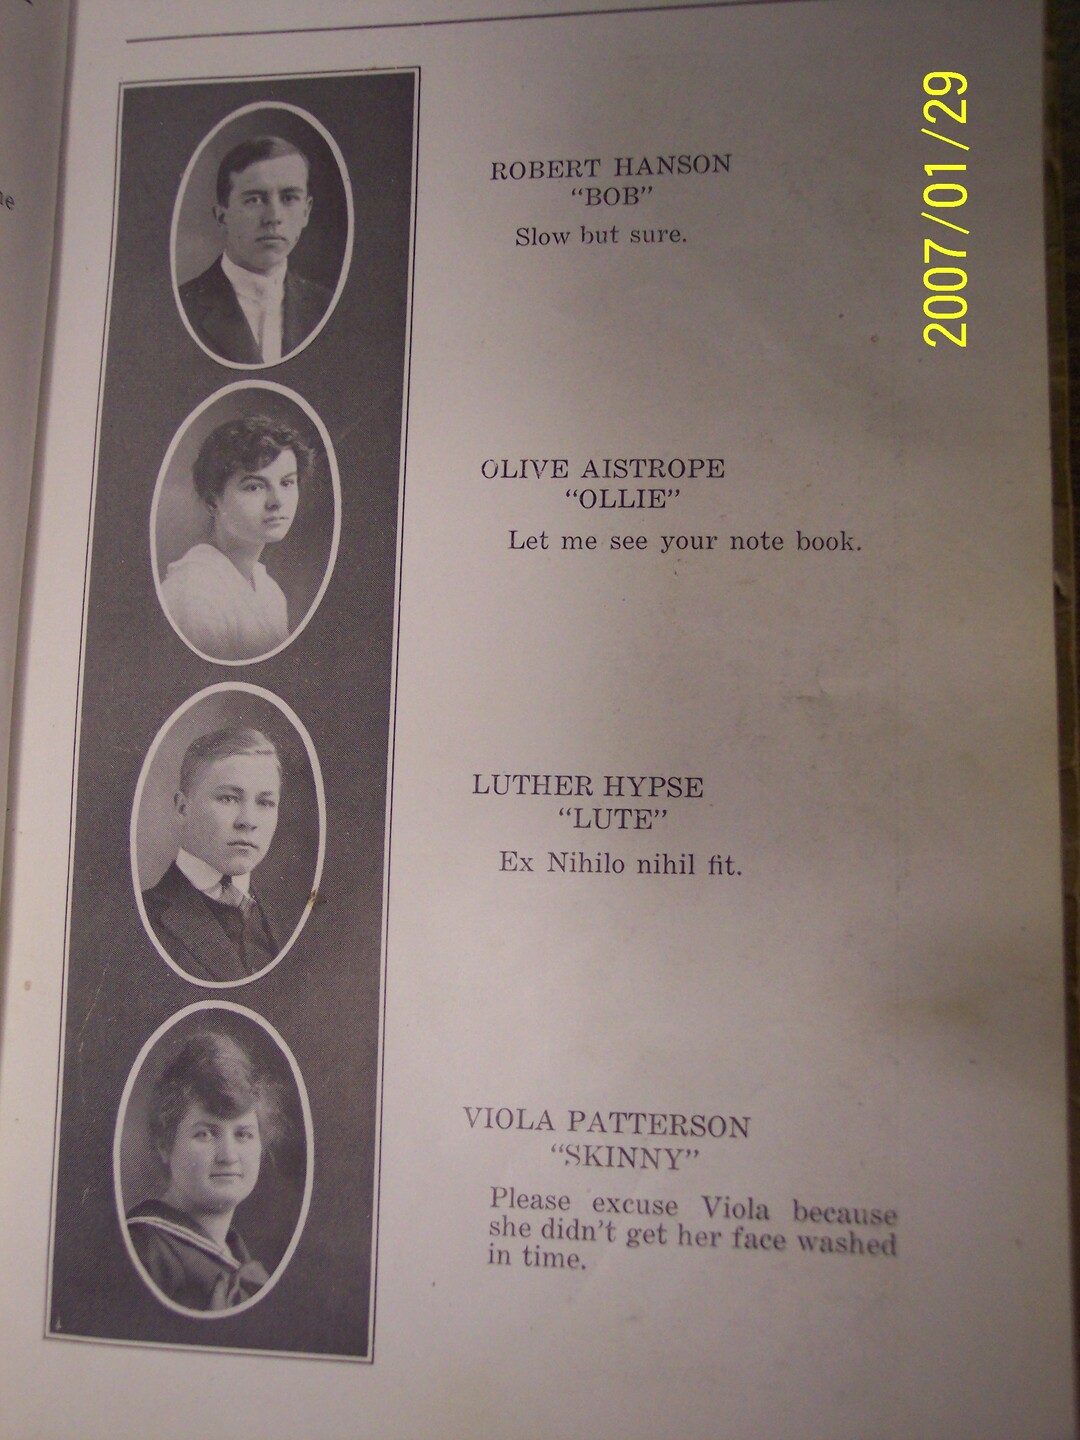 ROBERT HANSON
"BOB"
Slow but sure.
OLIVE AISTROPE
"OLLIE"
Let me see your note book.
LUTHER HYPSE
"LUTE"
Ex Nihilo nihil fit.
VIOLA PATTERSON
"SKINNY"
Please excuse Viola because
she didn't get her face washed
in time.
2007/01/29